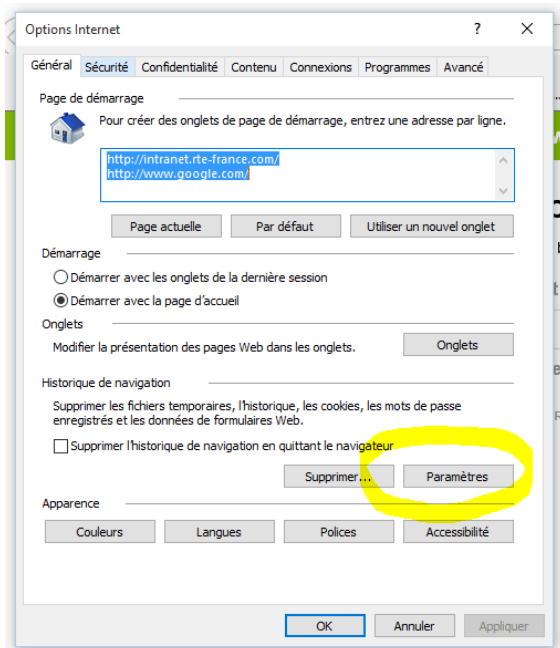 Options Internet
?
Général Sécurité Confidentialité Contenu Connexions Programmes Avancé
Page de démarrage
Pour créer des onglets de page de démarrage, entrez une adresse par ligne.
http://intranet.rte-france.com/
http://www.google.com/
Page actuelle Par défaut Utiliser un nouvel onglet
Démarrage
Démarrer avec les onglets de la dernière session
Démarrer avec la page d'accueil
Onglets
Modifier la présentation des pages Web dans les onglets. Onglets
Historique de navigation
Supprimer les fichiers temporaires, l'historique, les cookies, les mots de passe
enregistrés et les données de formulaires Web.
Supprimer l'historique de navigation en quittant le navigateur
Supprimer... Paramètres
Apparence
Couleurs Langues Polices Accessibilité
OK Annuler Appliquer